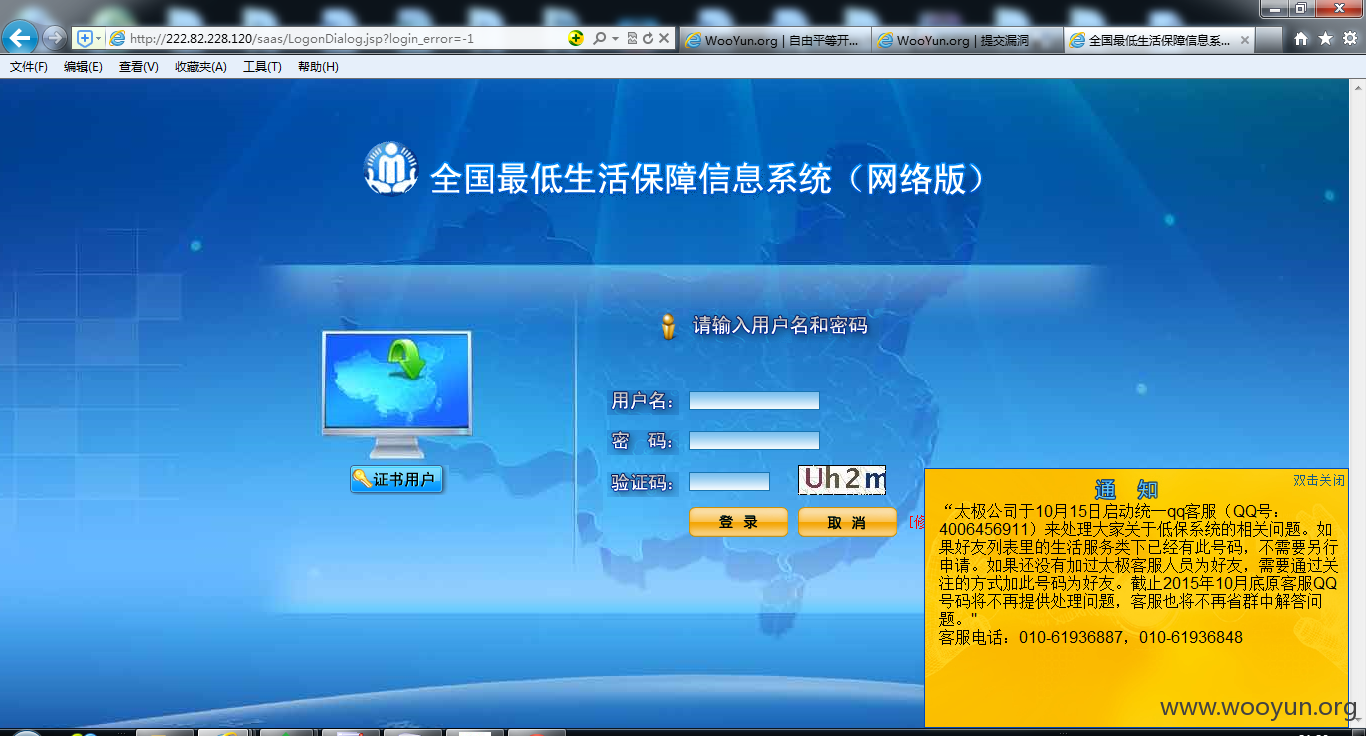 http://222.82.228.120/saas/LogonDialog.jsp?login_error=-1
WooYun.org | 自由平等开...
WooYun.org | 提交漏洞
全国最低生活保障信息系...
文件(F) 编辑(E) 查看(V) 收藏夹(A) 工具(T) 帮助(H)
全国最低生活保障信息系统（网络版）
请输入用户名和密码
用户名：
密 码：
验证码：
Uh2m
证书用户
登 录
取 消
[修
双击关闭
通 知
“太极公司于10月15日启动统一qq客服（QQ号：
4006456911）来处理大家关于低保系统的相关问题。如
果好友列表里的生活服务类下已经有此号码，不需要另行
申请。如果还没有加过太极客服人员为好友，需要通过关
注的方式加此号码为好友。截止2015年10月底原客服QQ
号码将不再提供处理问题，客服也将不再省群中解答问
题。"
客服电话：010-61936887，010-61936848
www.wooyun.org